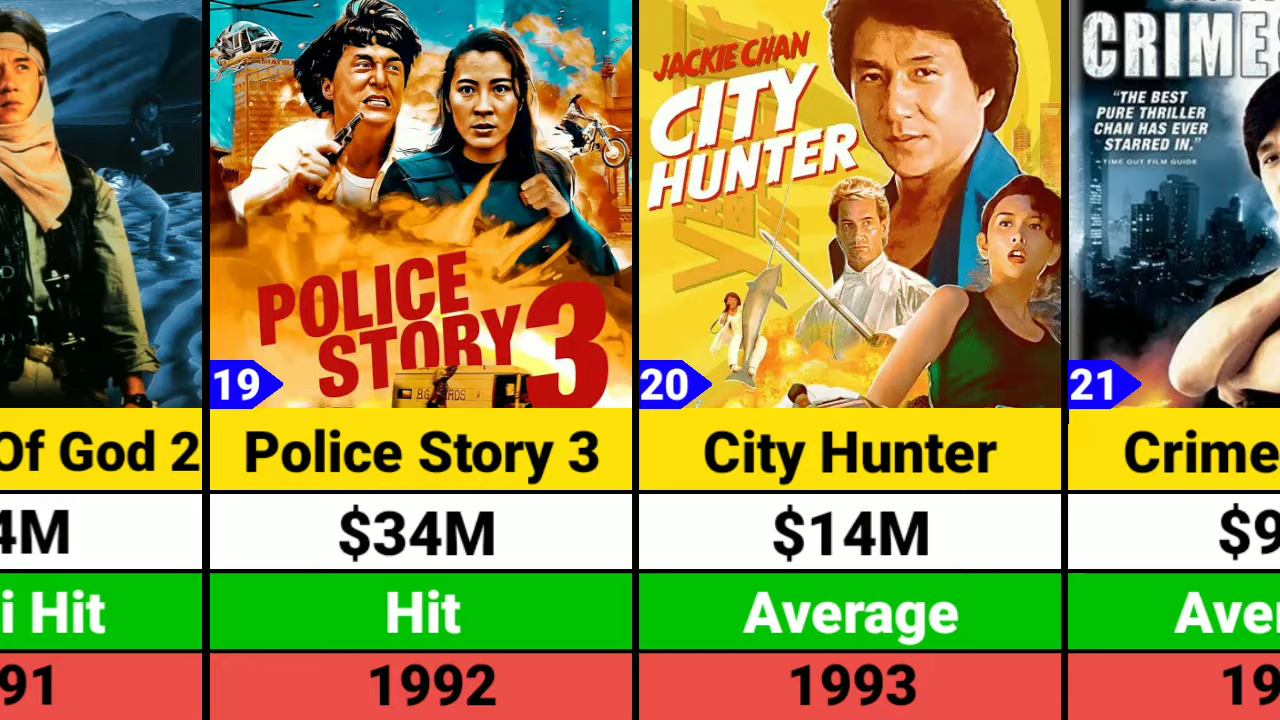 Of God 2
4M
i Hit
91
POLICE
STORY 3
19
Police Story 3
$34M
Hit
1992
JACKIE CHAN
CITY
HUNTER
20
City Hunter
$14M
Average
1993
CRIME
"THE BEST
PURE THRILLER
CHAN HAS EVER
STARRED IN."
- TIME OUT FILM GUIDE
21
Crime
$9
Aver
19